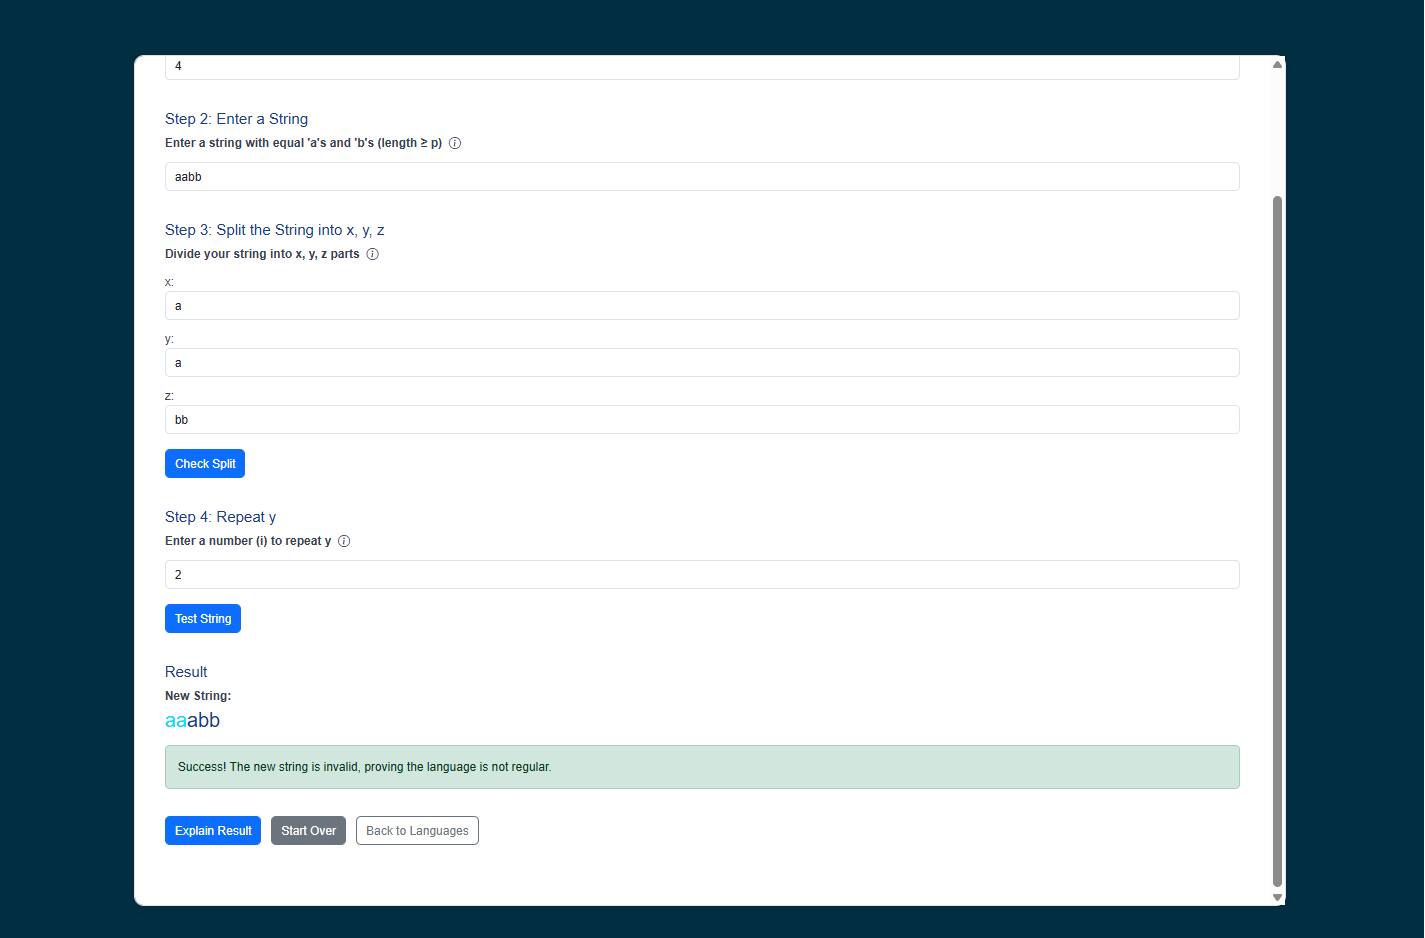 4
Step 2: Enter a String
Enter a string with equal 'a's and 'b's (length ≥ p)
aabb
Step 3: Split the String into x, y, z
Divide your string into x, y, z parts
x:
a
y:
a
z:
bb
Check Split
Step 4: Repeat y
Enter a number (i) to repeat y
2
Test String
Result
New String:
aaabb
Success! The new string is invalid, proving the language is not regular.
Explain Result Start Over Back to Languages